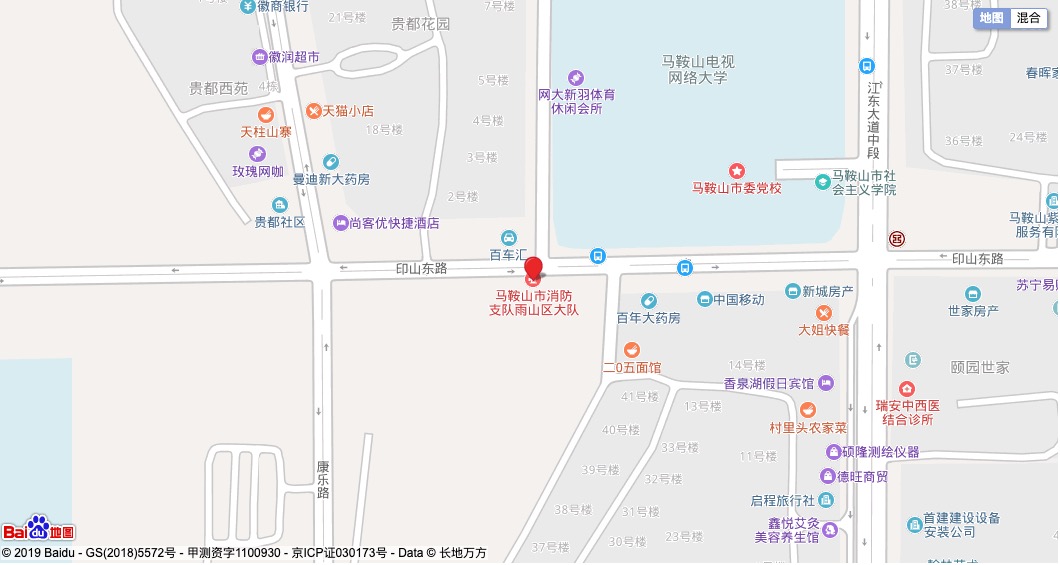 徽商银行
21号楼
贵都花园
7号楼
38号楼
地图
混合
徽润超市
马鞍山电视
网络大学
贵都西苑
4栋
5号楼
37号楼
春晖家
网大新羽体育
休闲会所
天猫小店
18号楼
4号楼
江东大道中段
天柱山寨
36号楼
24号楼
玫瑰网咖
3号楼
曼迪新大药房
马鞍山市委党校
马鞍山市社
会主义学院
2号楼
贵都社区
尚客优快捷酒店
马鞍山紫
服务有限
百车汇
印山东路
印山东路
马鞍山市消防
支队雨山区大队
百年大药房
中国移动
新城房产
世家房产
苏宁易购
大姐快餐
二0五面馆
14号楼
颐园世家
香泉湖假日宾馆
41号楼
13号楼
瑞安中西医
结合诊所
40号楼
村里头农家菜
33号楼
11号楼
硕隆测绘仪器
39号楼
32号楼
德旺商贸
康乐路
启程旅行社
38号楼
31号楼
鑫悦艾灸
美容养生馆
首建建设设备
安装公司
23号楼
30号楼
37号楼
Baidu地图
© 2019 Baidu - GS(2018)5572号 - 甲测资字1100930 - 京ICP证030173号 - Data © 长地万方